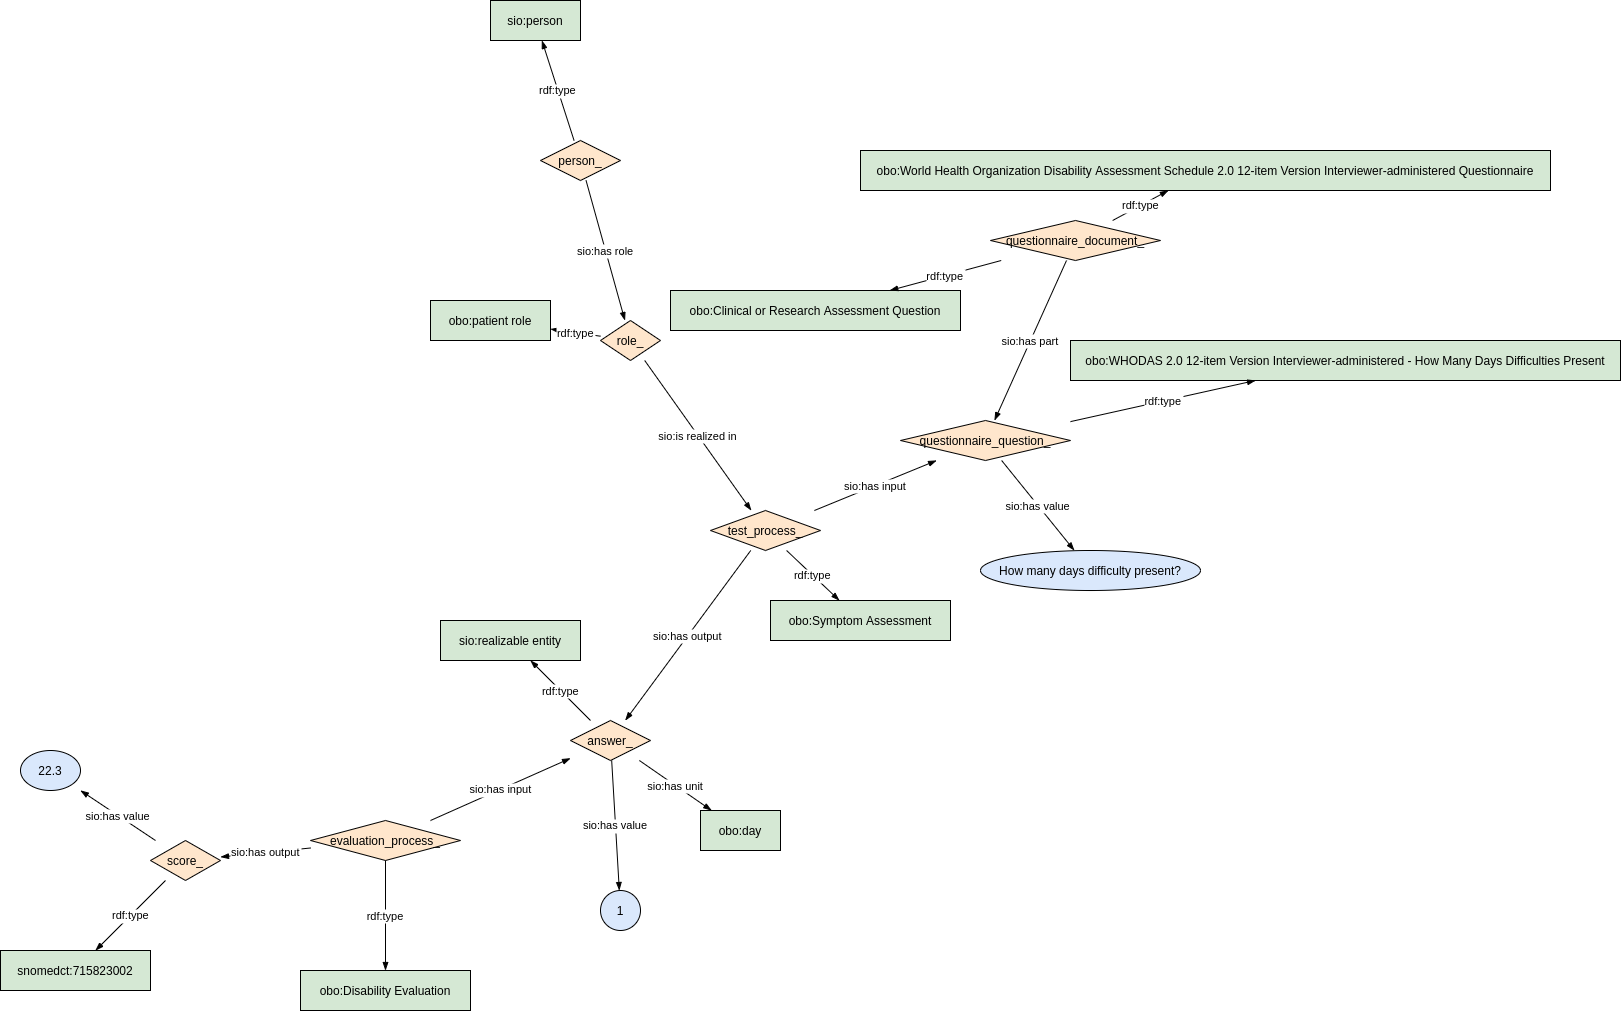 sio:person
rdf:type
person_
obo:World Health Organization Disability Assessment Schedule 2.0 12-item Version Interviewer-administered Questionnaire
rdf:type
questionnaire_document_
sio:has role
rdf:type
obo:Clinical or Research Assessment Question
obo:patient role
rdf:type
role_
sio:has part
obo:WHODAS 2.0 12-item Version Interviewer-administered - How Many Days Difficulties Present
rdf:type
sio:is realized in
questionnaire_question_
sio:has input
sio:has value
test_process_
How many days difficulty present?
rdf:type
obo:Symptom Assessment
sio:has output
sio:realizable entity
rdf:type
answer_
22.3
sio:has input
sio:has unit
sio:has value
sio:has value
obo:day
evaluation_process_
sio:has output
score_
1
rdf:type
rdf:type
snomedct:715823002
obo:Disability Evaluation